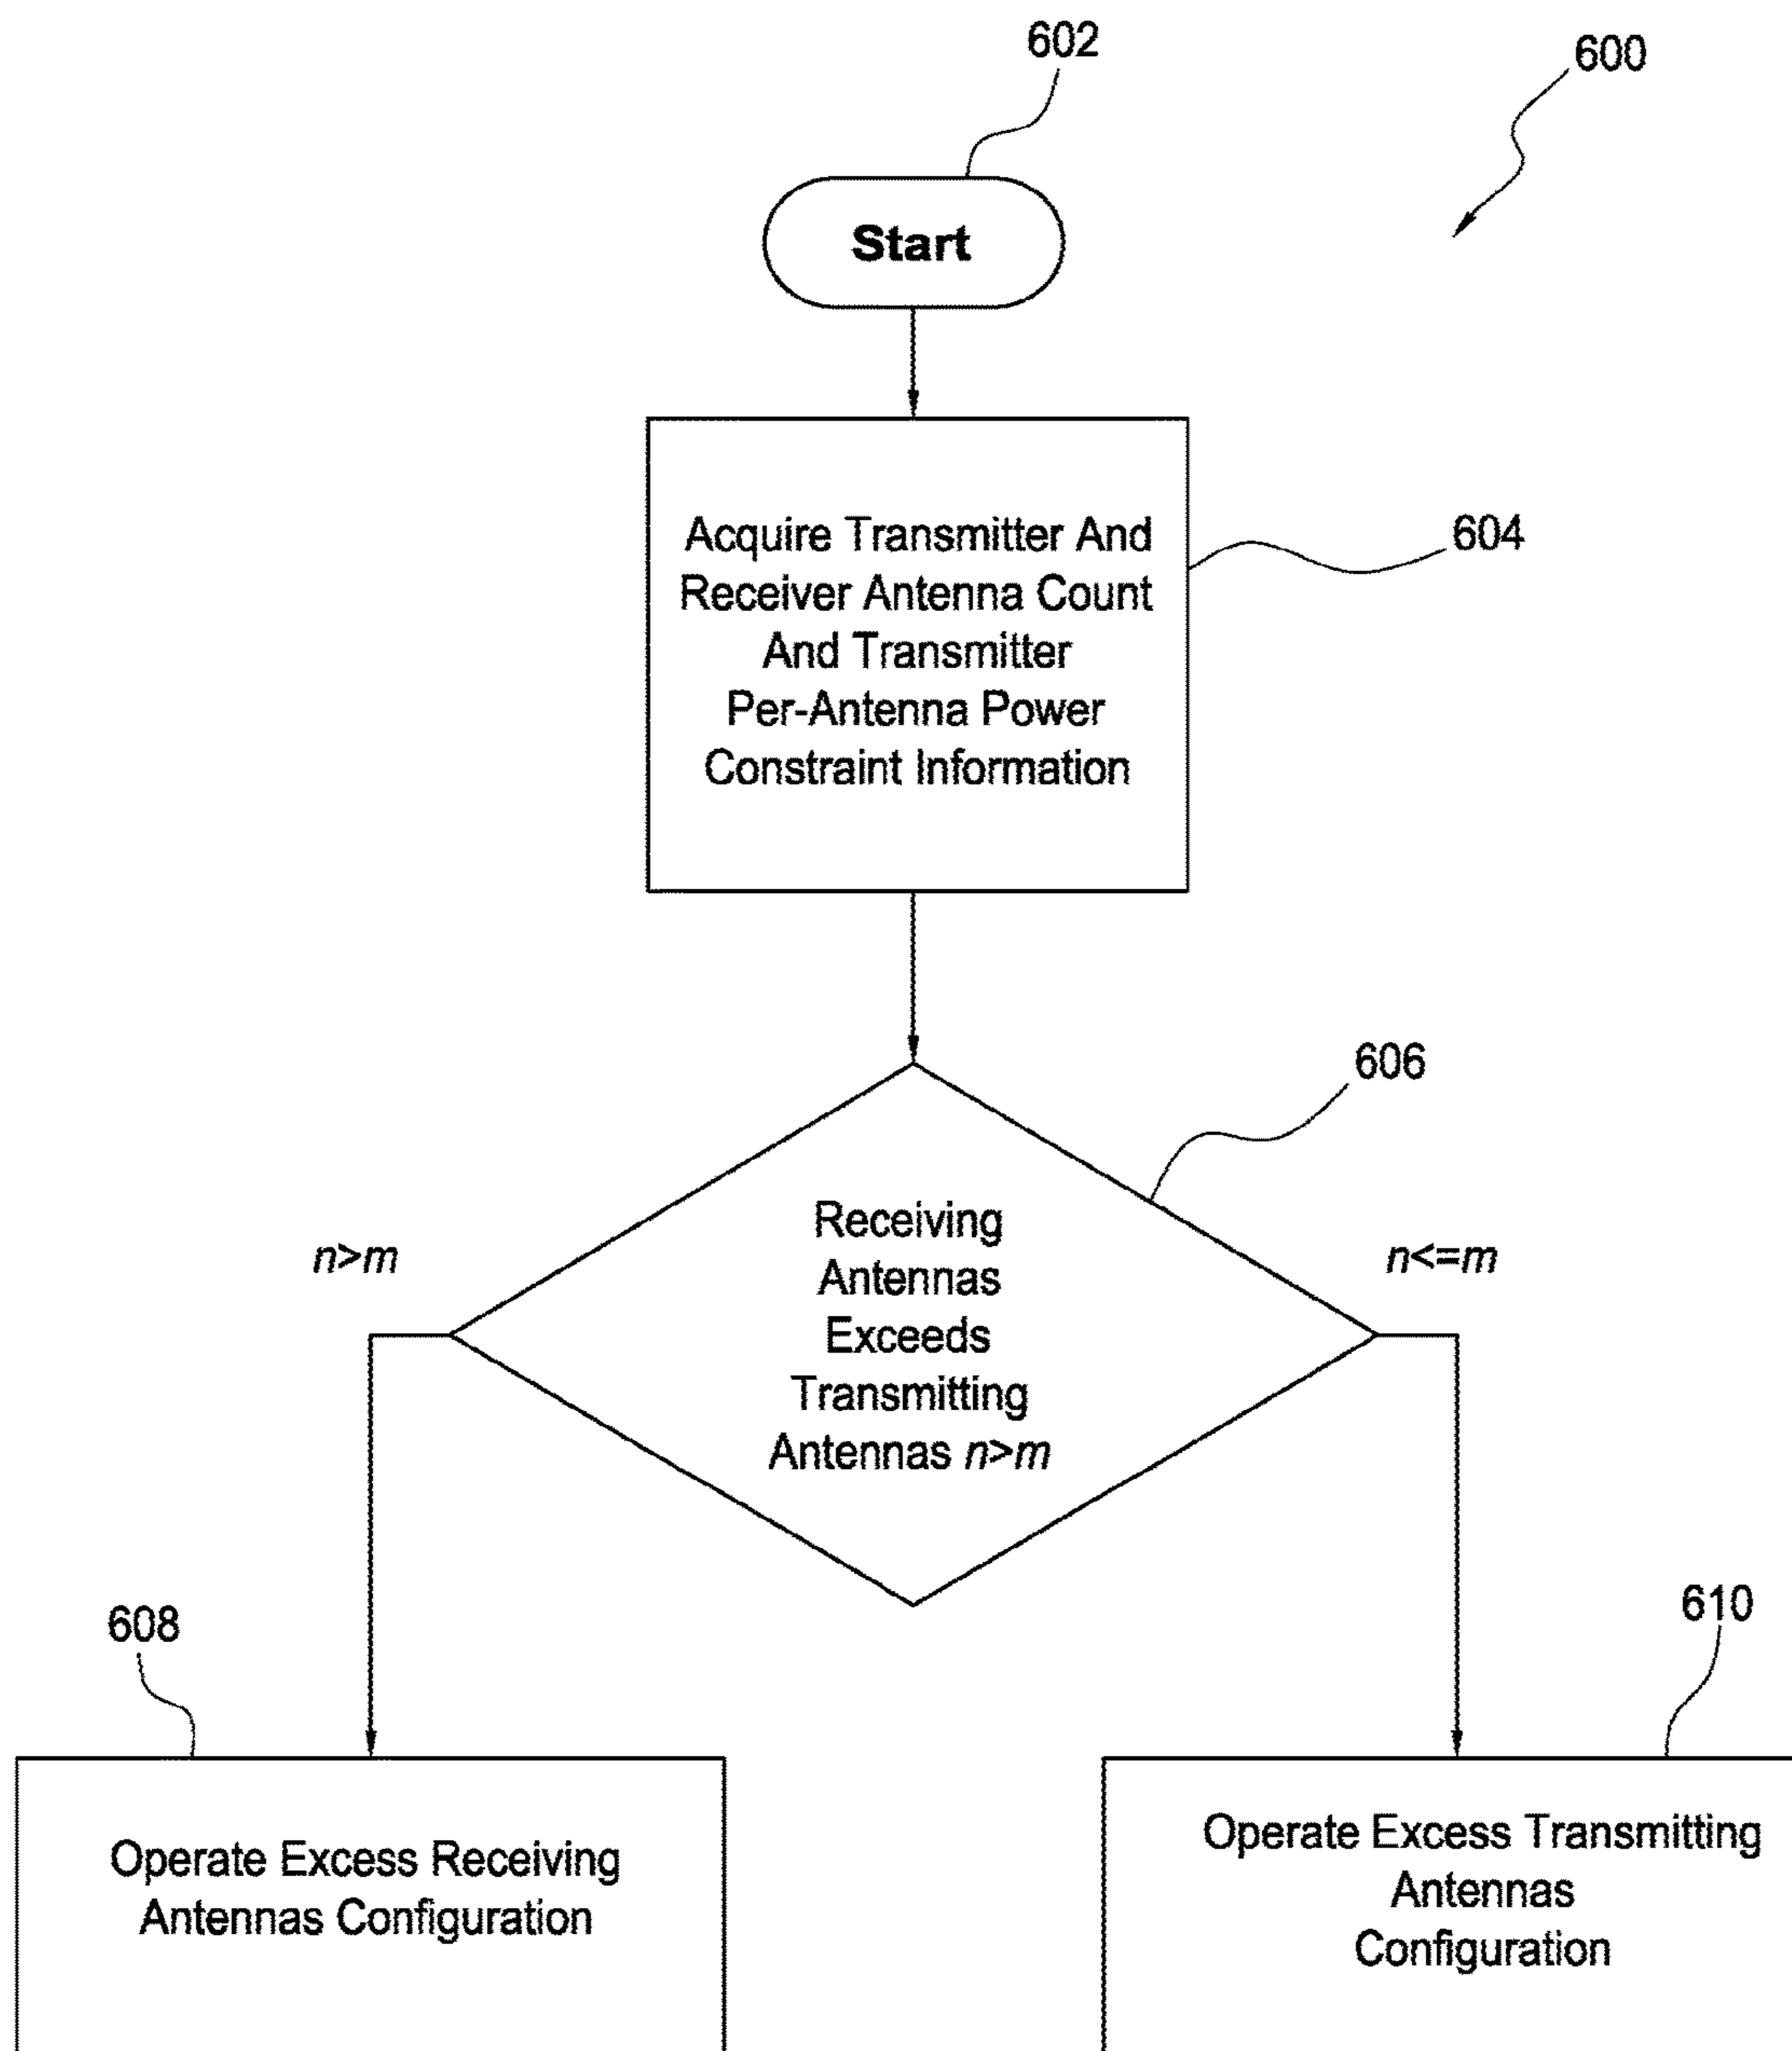 602
600
Start
Acquire Transmitter And
Receiver Antenna Count
And Transmitter
Per-Antenna Power
Constraint Information
604
606
Receiving
Antennas
Exceeds
Transmitting
Antennas n>m
n>m
n<=m
608
610
Operate Excess Receiving
Antennas Configuration
Operate Excess Transmitting
Antennas
Configuration